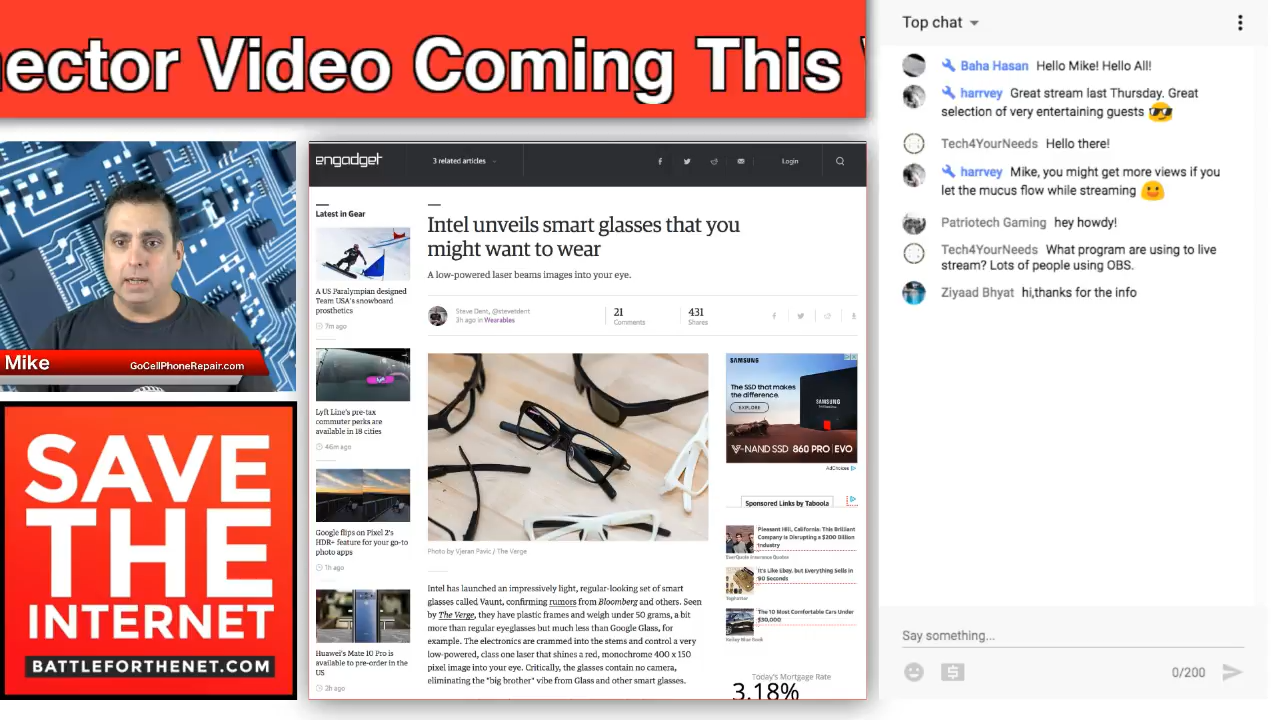 ector Video Coming This
Mike
GoCellPhoneRepair.com
SAVE
THE
INTERNET
BATTLEFORTHENET.COM
engadget
3 related articles
Login
Latest in Gear
A US Paralympian designed
Team USA's snowboard
prosthetics
7m ago
Lyft Line's pre-tax
commuter perks are
available in 18 cities
46m ago
Google flips on Pixel 2's
HDR+ feature for your go-to
photo apps
1h ago
Huawei's Mate 10 Pro is
available to pre-order in the
US
2h ago
Intel unveils smart glasses that you
might want to wear
A low-powered laser beams images into your eye.
Steve Dent, @stevetdent
3h ago in Wearables
21
Comments
431
Shares
Photo by Vjeran Pavic / The Verge
Intel has launched an impressively light, regular-looking set of smart
glasses called Vaunt, confirming rumors from Bloomberg and others. Seen
by The Verge, they have plastic frames and weigh under 50 grams, a bit
more than regular eyeglasses but much less than Google Glass, for
example. The electronics are crammed into the stems and control a very
low-powered, class one laser that shines a red, monochrome 400 x 150
pixel image into your eye. Critically, the glasses contain no camera,
eliminating the "big brother" vibe from Glass and other smart glasses.
SAMSUNG
The SSD that makes
the difference.
EXPLORE
SAMSUNG
V-NAND SSD 860 PRO | EVO
AdChoices
Sponsored Links by Taboola
Pleasent Hill, California: This Brilliant
Company is Disrupting a $200 Billion
Industry
EverQuote Insurance Quotes
It's Like Ebay, but Everything Sells in
90 Seconds
Tophatter
The 10 Most Comfortable Cars Under
$30,000
Kelley Blue Book
Today's Mortgage Rate
3.18%
Top chat
Baha Hasan Hello Mike! Hello All!
harrvey Great stream last Thursday. Great
selection of very entertaining guests 😎
Tech4YourNeeds Hello there!
harrvey Mike, you might get more views if you
let the mucus flow while streaming 😀
Patriotech Gaming hey howdy!
Tech4YourNeeds What program are using to live
stream? Lots of people using OBS.
Ziyaad Bhyat hi,thanks for the info
Say something...
0/200